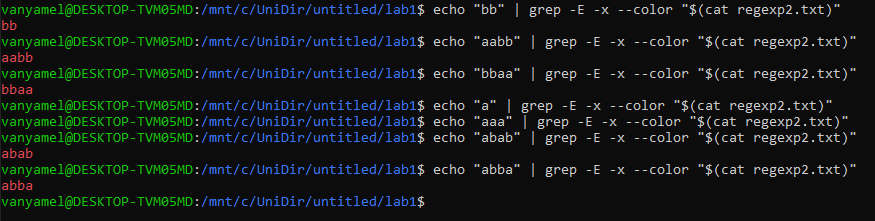 vanyamel@DESKTOP-TVM05MD:/mnt/c/UniDir/untitled/lab1$ echo "bb" | grep -E -x --color "$(cat regexp2.txt)"
bb
vanyamel@DESKTOP-TVM05MD:/mnt/c/UniDir/untitled/lab1$ echo "aabb" | grep -E -x --color "$(cat regexp2.txt)"
aabb
vanyamel@DESKTOP-TVM05MD:/mnt/c/UniDir/untitled/lab1$ echo "bbaa" | grep -E -x --color "$(cat regexp2.txt)"
bbaa
vanyamel@DESKTOP-TVM05MD:/mnt/c/UniDir/untitled/lab1$ echo "a" | grep -E -x --color "$(cat regexp2.txt)"
vanyamel@DESKTOP-TVM05MD:/mnt/c/UniDir/untitled/lab1$ echo "aaa" | grep -E -x --color "$(cat regexp2.txt)"
vanyamel@DESKTOP-TVM05MD:/mnt/c/UniDir/untitled/lab1$ echo "abab" | grep -E -x --color "$(cat regexp2.txt)"
abab
vanyamel@DESKTOP-TVM05MD:/mnt/c/UniDir/untitled/lab1$ echo "abba" | grep -E -x --color "$(cat regexp2.txt)"
abba
vanyamel@DESKTOP-TVM05MD:/mnt/c/UniDir/untitled/lab1$